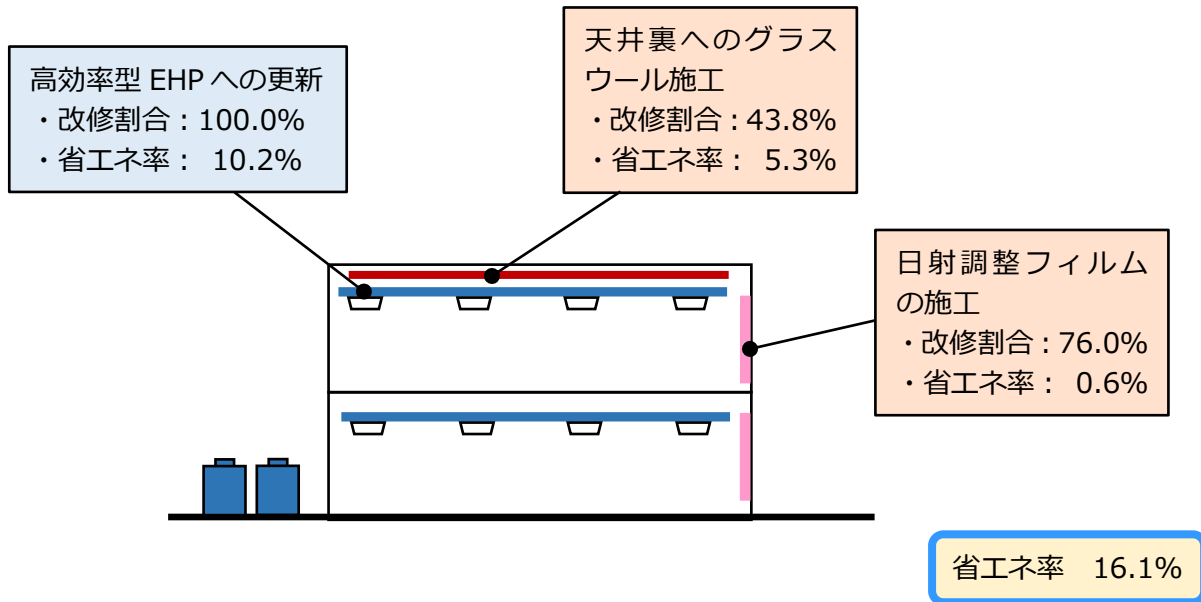 高効率型 EHP への更新
・改修割合：100.0%
・省エネ率： 10.2%
天井裏へのグラス
ウール施工
・改修割合：43.8%
・省エネ率： 5.3%
日射調整フィルム
の施工
・改修割合：76.0%
・省エネ率： 0.6%
省エネ率　16.1%